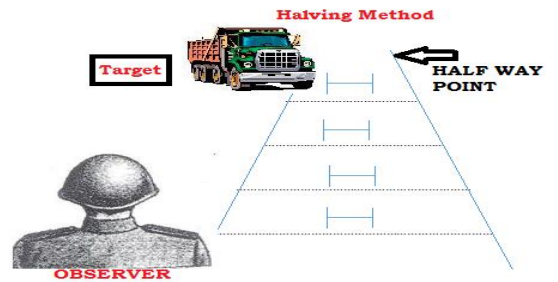 Halving Method
Target
HALF WAY
POINT
OBSERVER